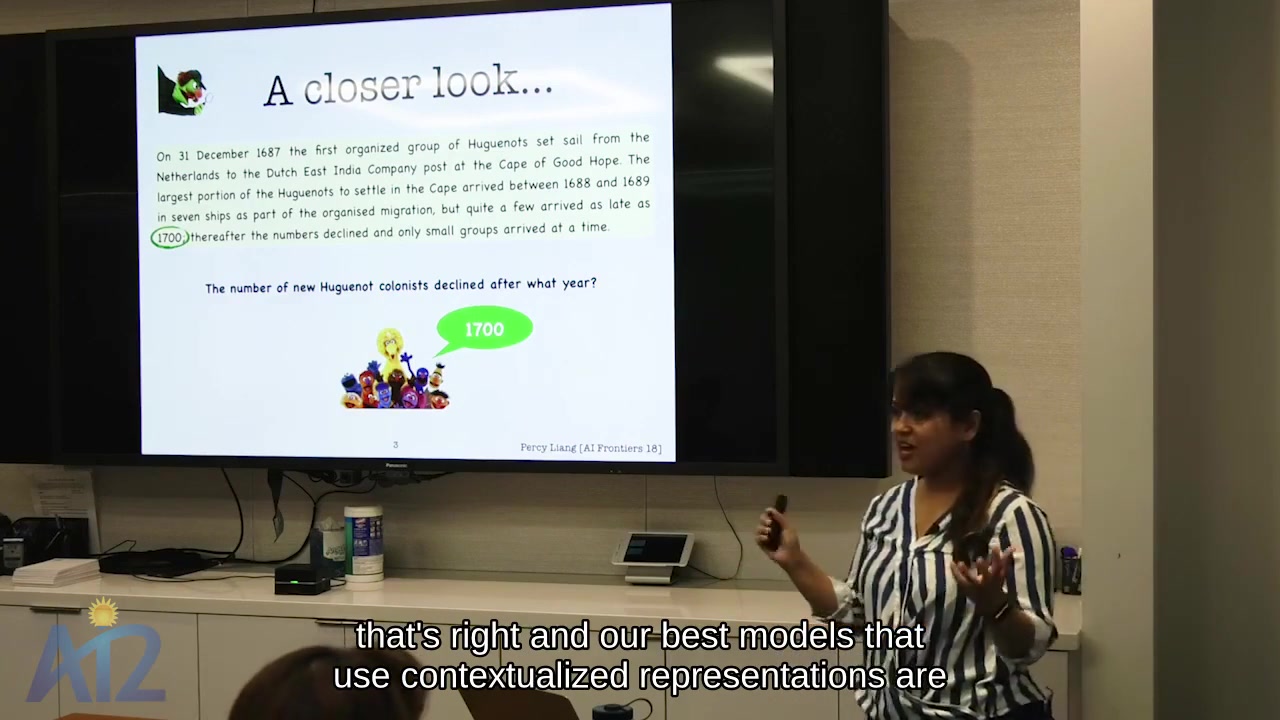 A closer look...
On 31 December 1687 the first organized group of Huguenots set sail from the
Netherlands to the Dutch East India Company post at the Cape of Good Hope. The
largest portion of the Huguenots to settle in the Cape arrived between 1688 and 1689
in seven ships as part of the organised migration, but quite a few arrived as late as
1700; thereafter the numbers declined and only small groups arrived at a time.
The number of new Huguenot colonists declined after what year?
1700
3
Percy Liang [AI Frontiers 18]
Panasonic
AI2
that's right and our best models that
use contextualized representations are